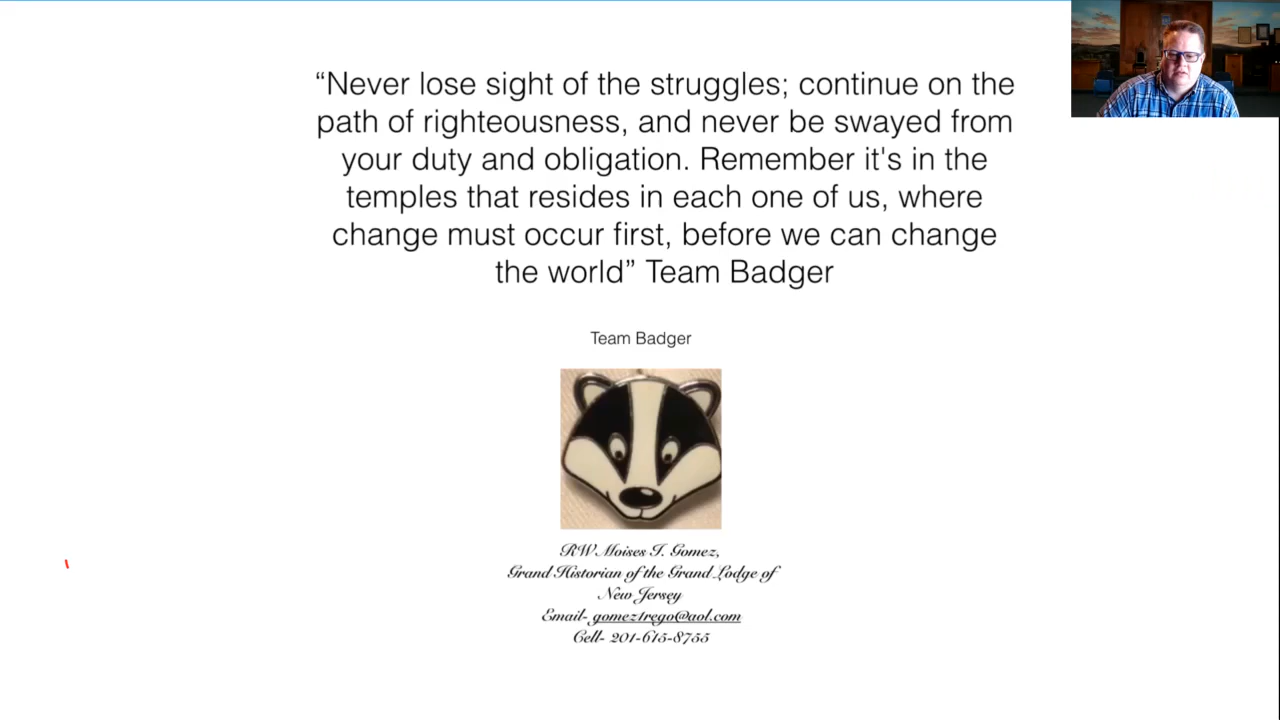 “Never lose sight of the struggles; continue on the
path of righteousness, and never be swayed from
your duty and obligation. Remember it's in the
temples that resides in each one of us, where
change must occur first, before we can change
the world” Team Badger
Team Badger
RW Moises I. Gomez,
Grand Historian of the Grand Lodge of
New Jersey
Email- gomez1rego@aol.com
Cell- 201-615-8755